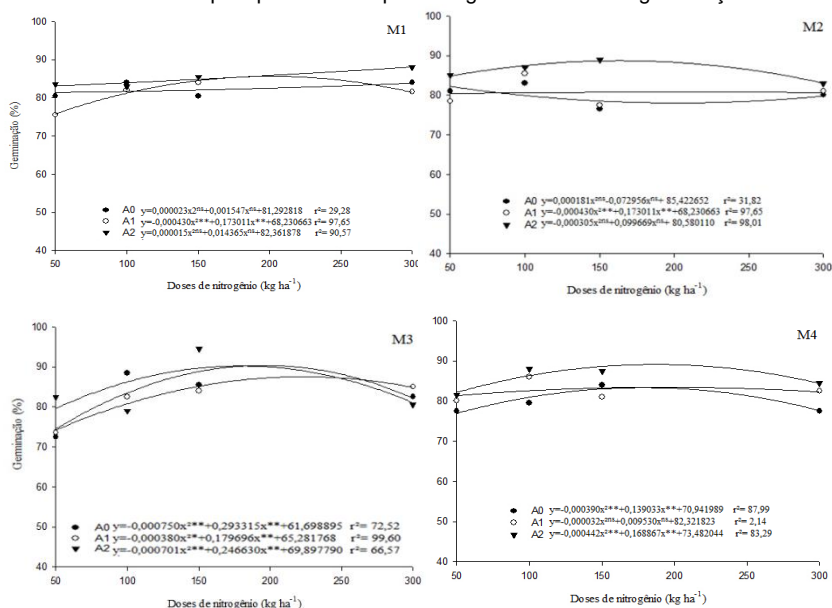 M1
100
90
80
70
60
50
40
Germinação (%)
A0 y=0,000023x2ⁿˢ+0,001547xⁿˢ+81,292818 r²= 29,28
A1 y=-0,000430x²**+0,173011x**+68,230663 r²= 97,65
A2 y=0,000015x²ⁿˢ+0,014365xⁿˢ+82,361878 r²= 90,57
50 100 150 200 250 300
Doses de nitrogênio (kg ha⁻¹)
M2
100
90
80
70
60
50
40
A0 y=0,000181x²ⁿˢ-0,072956xⁿˢ+ 85,422652 r²= 31,82
A1 y=-0,000430x²**+0,173011x**+68,230663 r²= 97,65
A2 y=-0,000305x²ⁿˢ+0,099669xⁿˢ+ 80,580110 r²= 98,01
50 100 150 200 250 300
Doses de nitrogênio (kg ha⁻¹)
M3
100
90
80
70
60
50
40
Germinação (%)
A0 y=-0,000750x²**+0,293315x**+61,698895 r²= 72,52
A1 y=-0,000380x²*+0,179696x**+65,281768 r²= 99,60
A2 y=-0,000701x²**+0,246630x**+69,897790 r²= 66,57
50 100 150 200 250 300
Doses de nitrogênio (kg ha⁻¹)
M4
100
90
80
70
60
50
40
A0 y=-0,000390x²**+0,139033x**+70,941989 r²= 87,99
A1 y=-0,000032xⁿˢ+0,009530xⁿˢ+82,321823 r²= 2,14
A2 y=-0,000442x²**+0,168867x**+73,482044 r²= 83,29
50 100 150 200 250 300
Doses de nitrogênio (kg ha⁻¹)